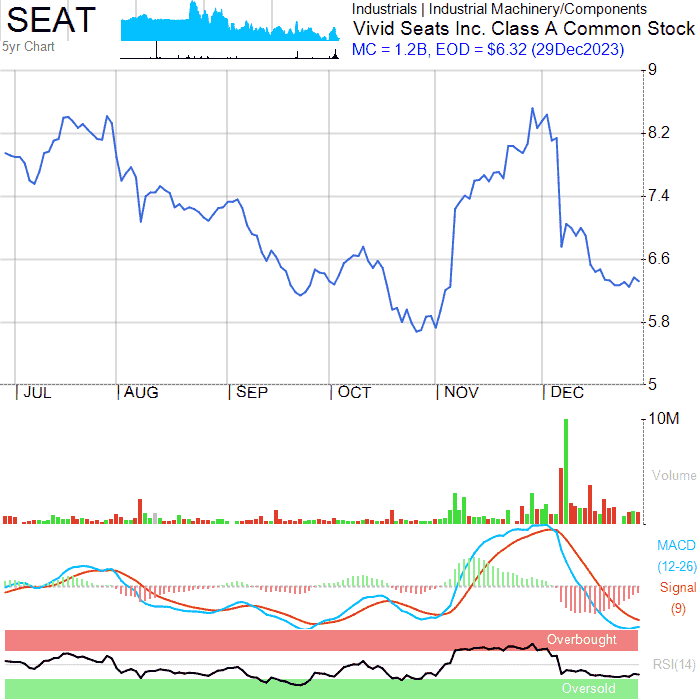 SEAT
5yr Chart
Industrials | Industrial Machinery/Components
Vivid Seats Inc. Class A Common Stock
MC = 1.2B, EOD = $6.32 (29Dec2023)
9
8.2
7.4
6.6
5.8
5
|JUL |AUG |SEP |OCT |NOV |DEC
10M
Volume
MACD
(12-26)
Signal
(9)
Overbought
RSI(14)
Oversold